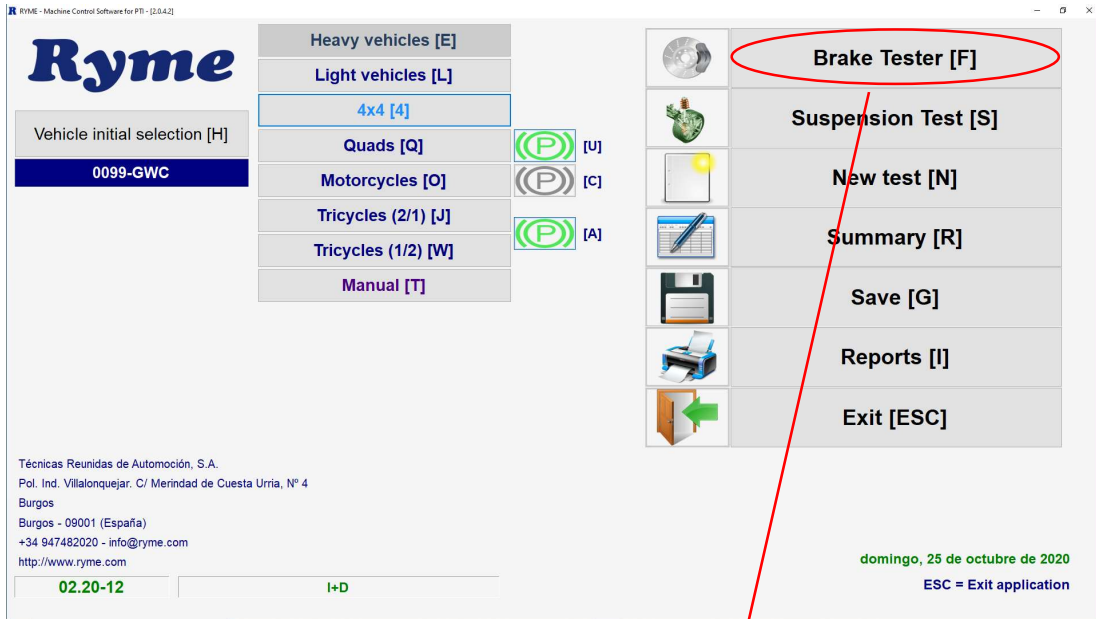 RYME - Machine Control Software for PTI - [2.0.4.2]
Ryme
Vehicle initial selection [H]
0099-GWC
Heavy vehicles [E]
Light vehicles [L]
4x4 [4]
Quads [Q]
(P) [U]
Motorcycles [O]
(P) [C]
Tricycles (2/1) [J]
(P) [A]
Tricycles (1/2) [W]
Manual [T]
Brake Tester [F]
Suspension Test [S]
New test [N]
Summary [R]
Save [G]
Reports [I]
Exit [ESC]
Técnicas Reunidas de Automoción, S.A.
Pol. Ind. Villalonquejar. C/ Merindad de Cuesta Urria, Nº 4
Burgos
Burgos - 09001 (España)
+34 947482020 - info@ryme.com
http://www.ryme.com
02.20-12
I+D
domingo, 25 de octubre de 2020
ESC = Exit application